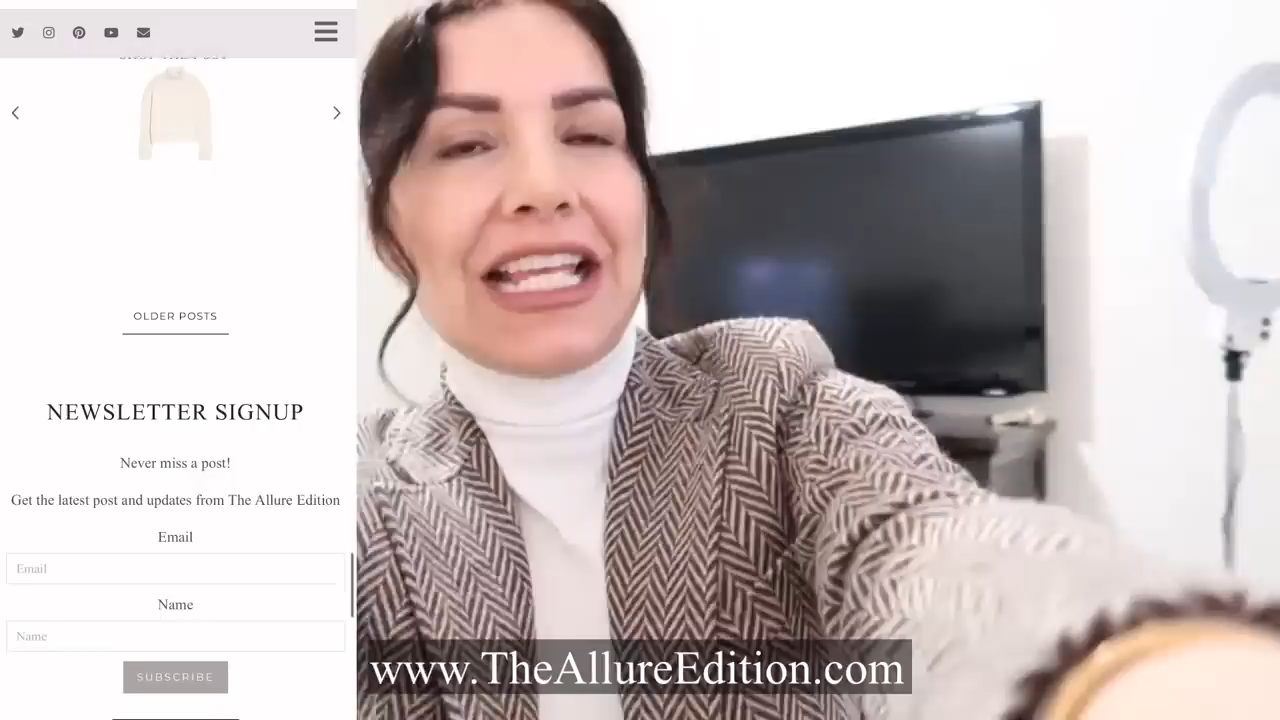 OLDER POSTS
NEWSLETTER SIGNUP
Never miss a post!
Get the latest post and updates from The Allure Edition
Email
Email
Name
Name
SUBSCRIBE
www.TheAllureEdition.com